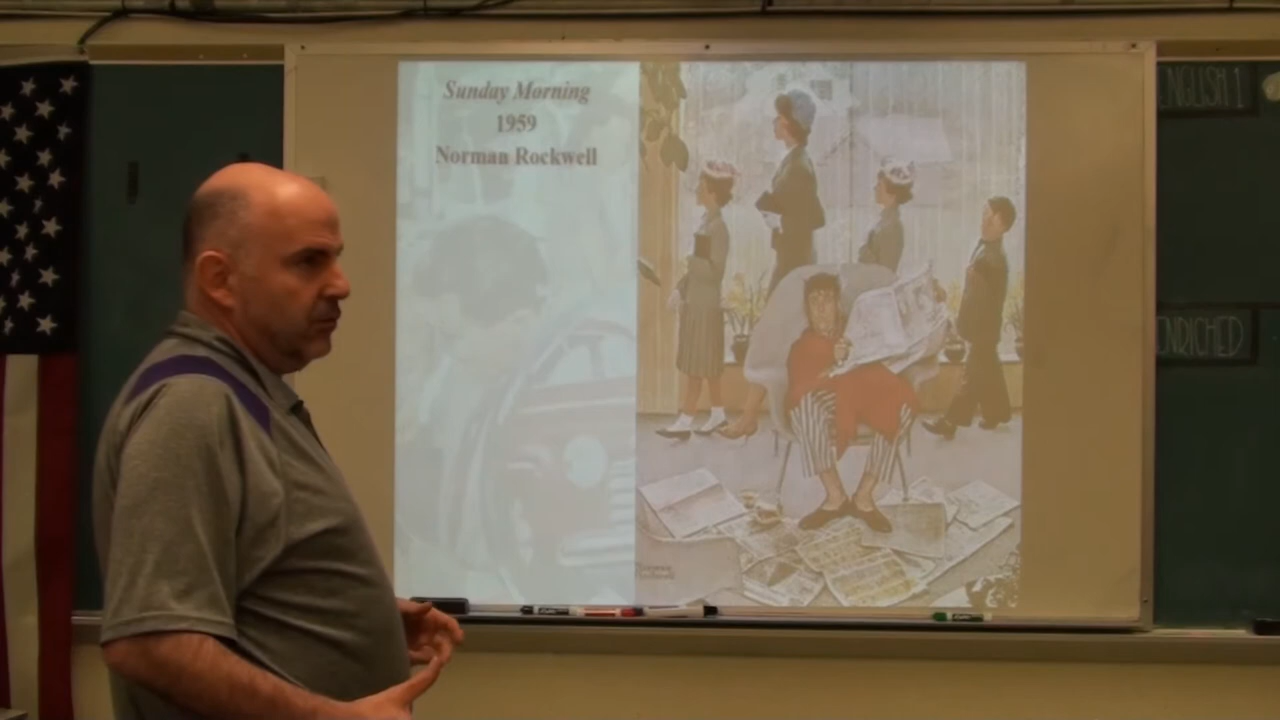 Sunday Morning
1959
Norman Rockwell
ENGLISH 1
ENRICHED